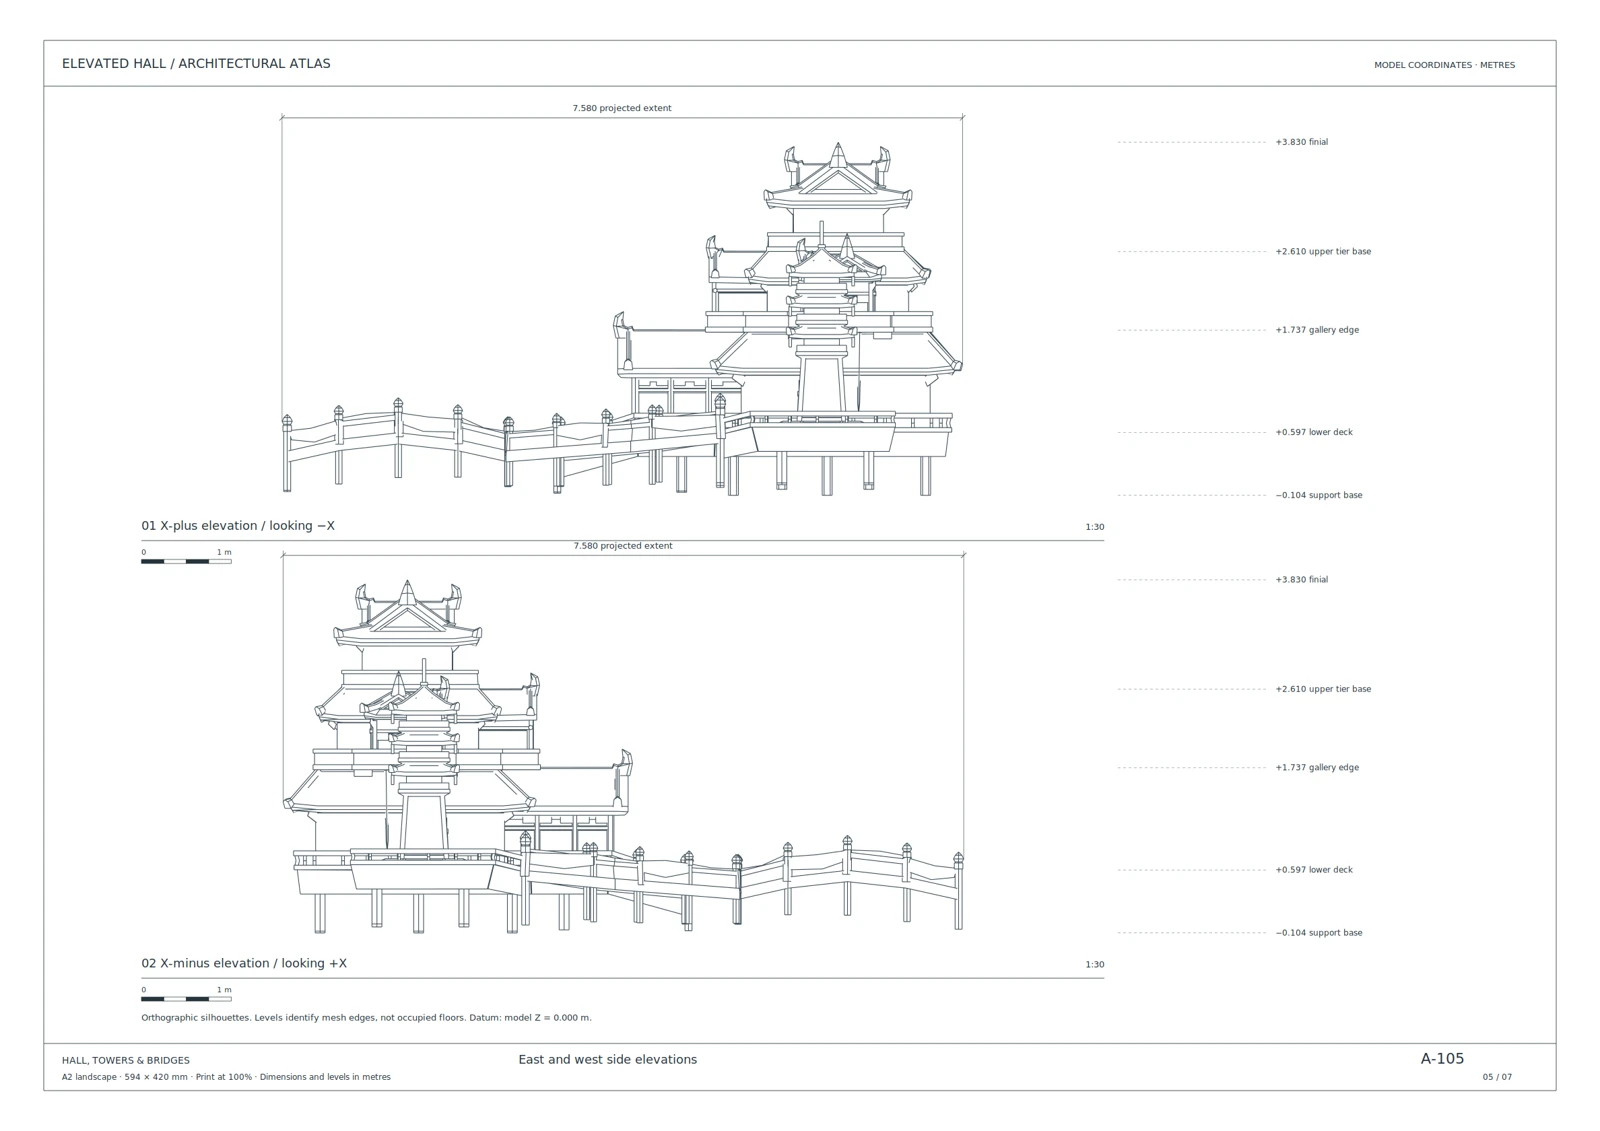 ELEVATED HALL / ARCHITECTURAL ATLAS
MODEL COORDINATES · METRES
7.580 projected extent
+3.830 finial
+2.610 upper tier base
+1.737 gallery edge
+0.597 lower deck
−0.104 support base
01 X-plus elevation / looking −X
1:30
0 1 m
7.580 projected extent
+3.830 finial
+2.610 upper tier base
+1.737 gallery edge
+0.597 lower deck
−0.104 support base
02 X-minus elevation / looking +X
1:30
0 1 m
Orthographic silhouettes. Levels identify mesh edges, not occupied floors. Datum: model Z = 0.000 m.
HALL, TOWERS & BRIDGES
East and west side elevations
A-105
A2 landscape · 594 × 420 mm · Print at 100% · Dimensions and levels in metres
05 / 07